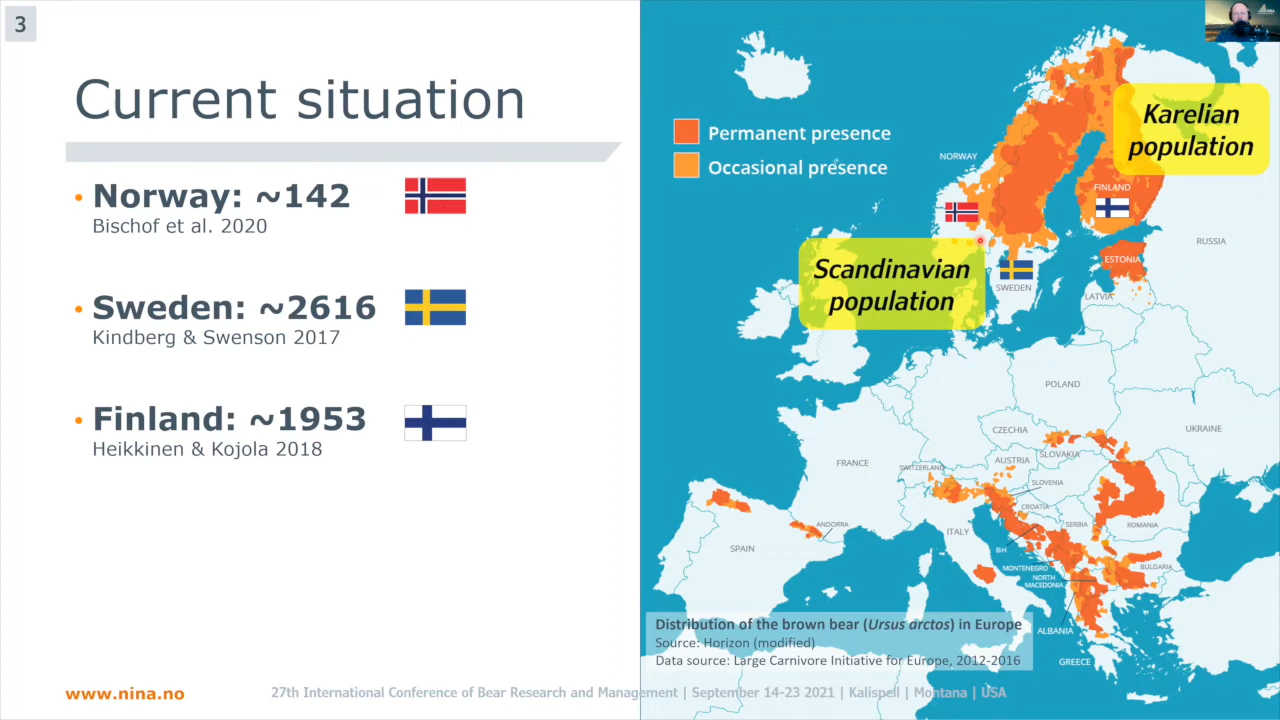 3
Current situation
• Norway: ~142
Bischof et al. 2020
• Sweden: ~2616
Kindberg & Swenson 2017
• Finland: ~1953
Heikkinen & Kojola 2018
Permanent presence
Occasional presence
Karelian
population
Scandinavian
population
NORWAY
FINLAND
RUSSIA
ESTONIA
SWEDEN
LATVIA
POLAND
UKRAINE
CZECHIA
SLOVAKIA
FRANCE
AUSTRIA
SWITZERLAND
SLOVENIA
CROATIA
ANDORRA
ITALY
SERBIA
ROMANIA
SPAIN
BiH
MONTENEGRO
BULGARIA
NORTH
MACEDONIA
ALBANIA
GREECE
Distribution of the brown bear (Ursus arctos) in Europe
Source: Horizon (modified)
Data source: Large Carnivore Initiative for Europe, 2012-2016
www.nina.no
27th International Conference of Bear Research and Management | September 14-23 2021 | Kalispell | Montana | USA